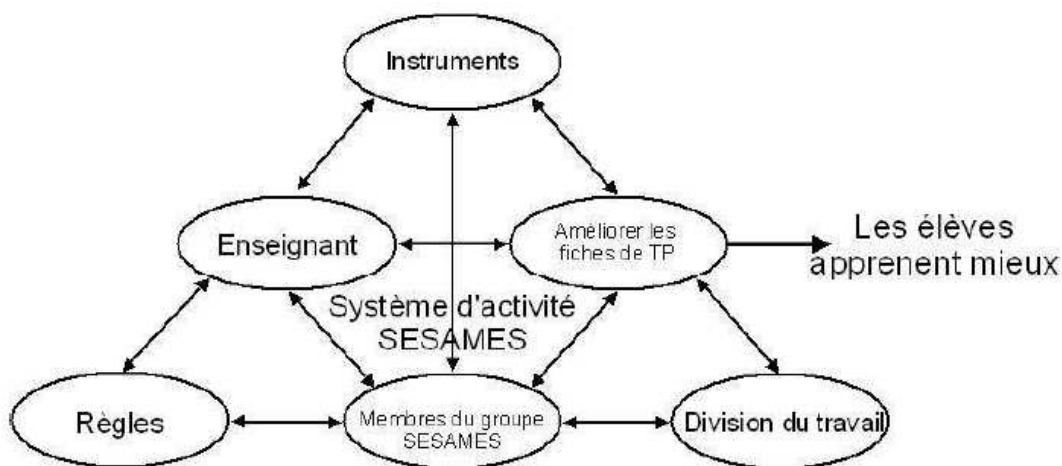 Instruments
Enseignant
Améliorer les
fiches de TP
Les élèves
apprenent mieux
Système d'activité
SESAMES
Règles
Membres du groupe
SESAMES
Division du travail